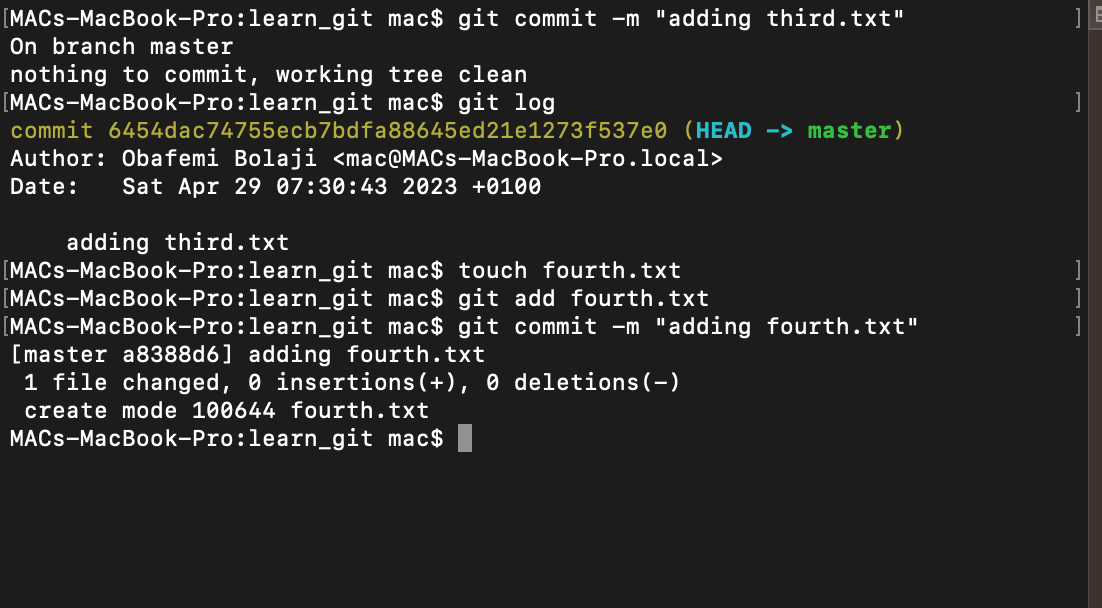 [MACs-MacBook-Pro:learn_git mac$ git commit -m "adding third.txt" ]
On branch master
nothing to commit, working tree clean
[MACs-MacBook-Pro:learn_git mac$ git log ]
commit 6454dac74755ecb7bdfa88645ed21e1273f537e0 (HEAD -> master)
Author: Obafemi Bolaji <mac@MACs-MacBook-Pro.local>
Date:   Sat Apr 29 07:30:43 2023 +0100

    adding third.txt
[MACs-MacBook-Pro:learn_git mac$ touch fourth.txt ]
[MACs-MacBook-Pro:learn_git mac$ git add fourth.txt ]
[MACs-MacBook-Pro:learn_git mac$ git commit -m "adding fourth.txt" ]
[master a8388d6] adding fourth.txt
 1 file changed, 0 insertions(+), 0 deletions(-)
 create mode 100644 fourth.txt
MACs-MacBook-Pro:learn_git mac$